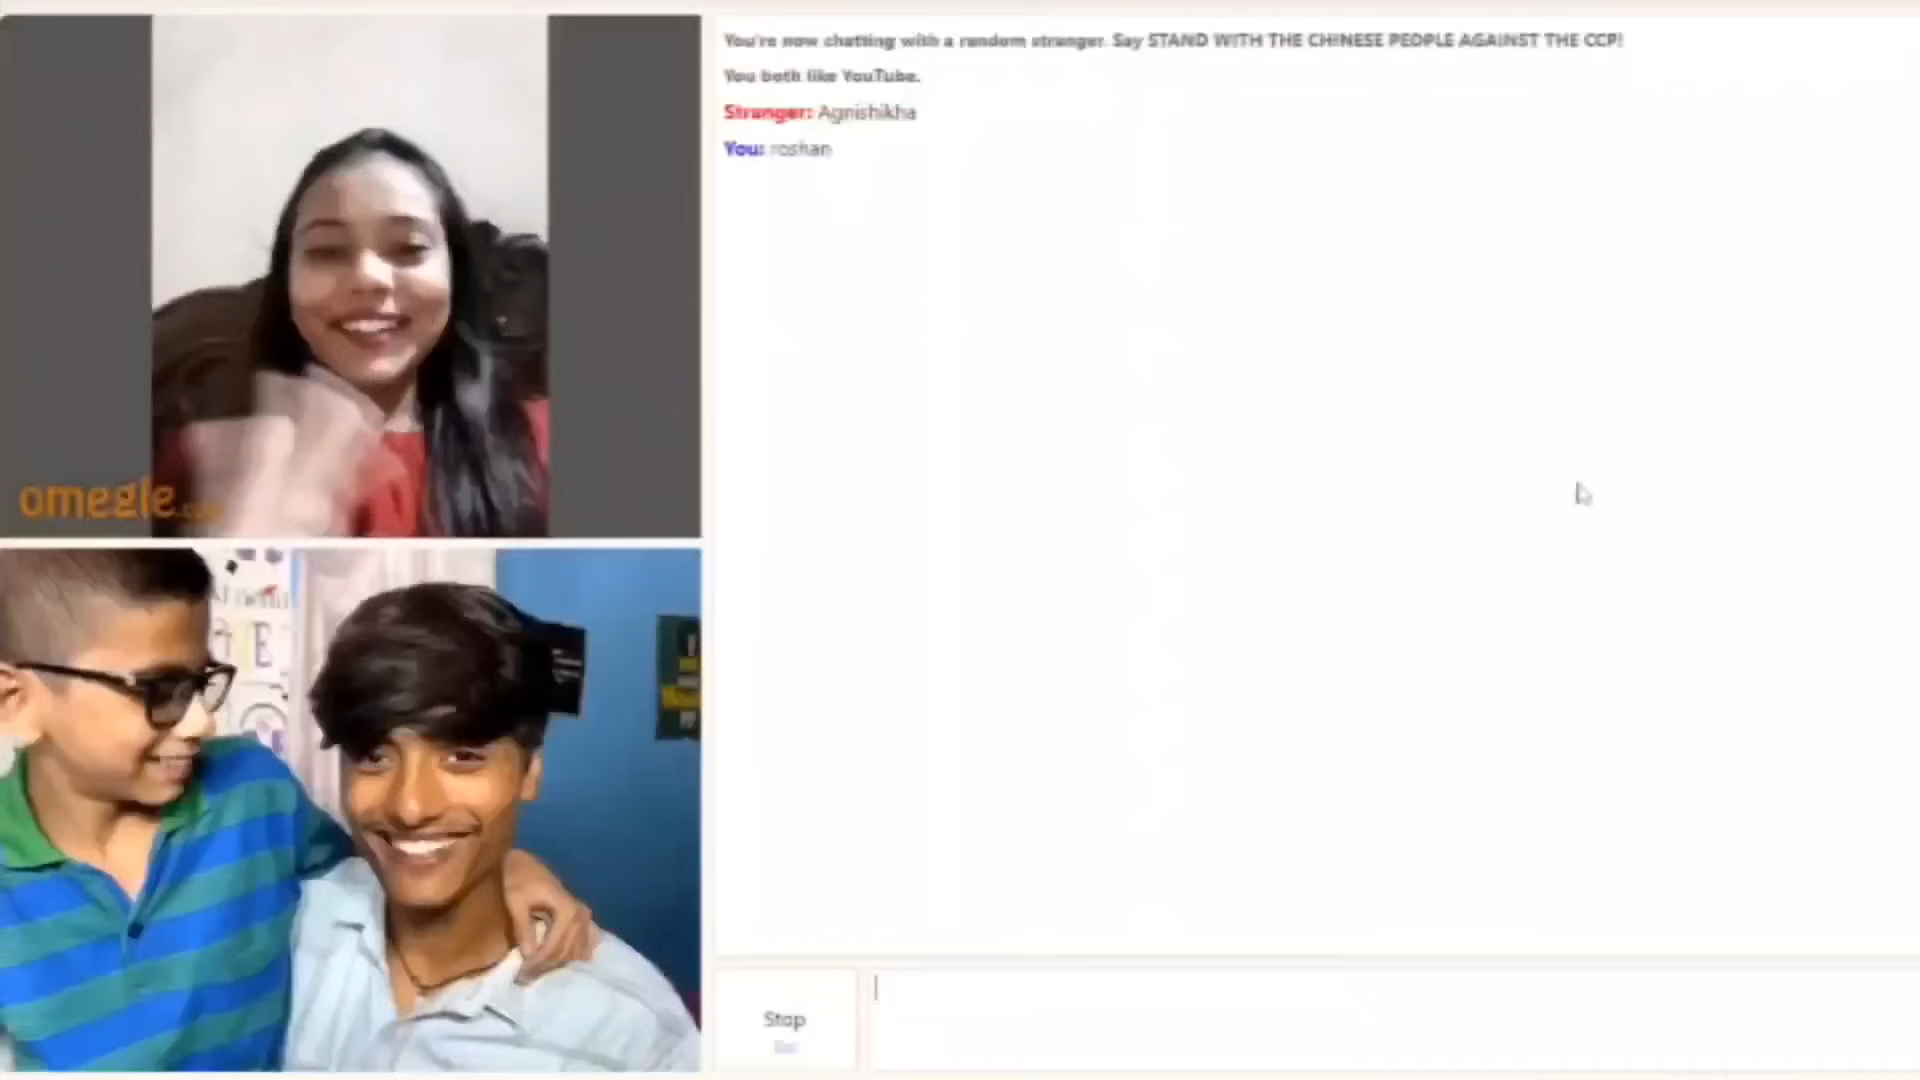 You're now chatting with a random stranger. Say STAND WITH THE CHINESE PEOPLE AGAINST THE CCP!
You both like YouTube.
Stranger: Agnishikha
You: roshan
omegle
E
Stop